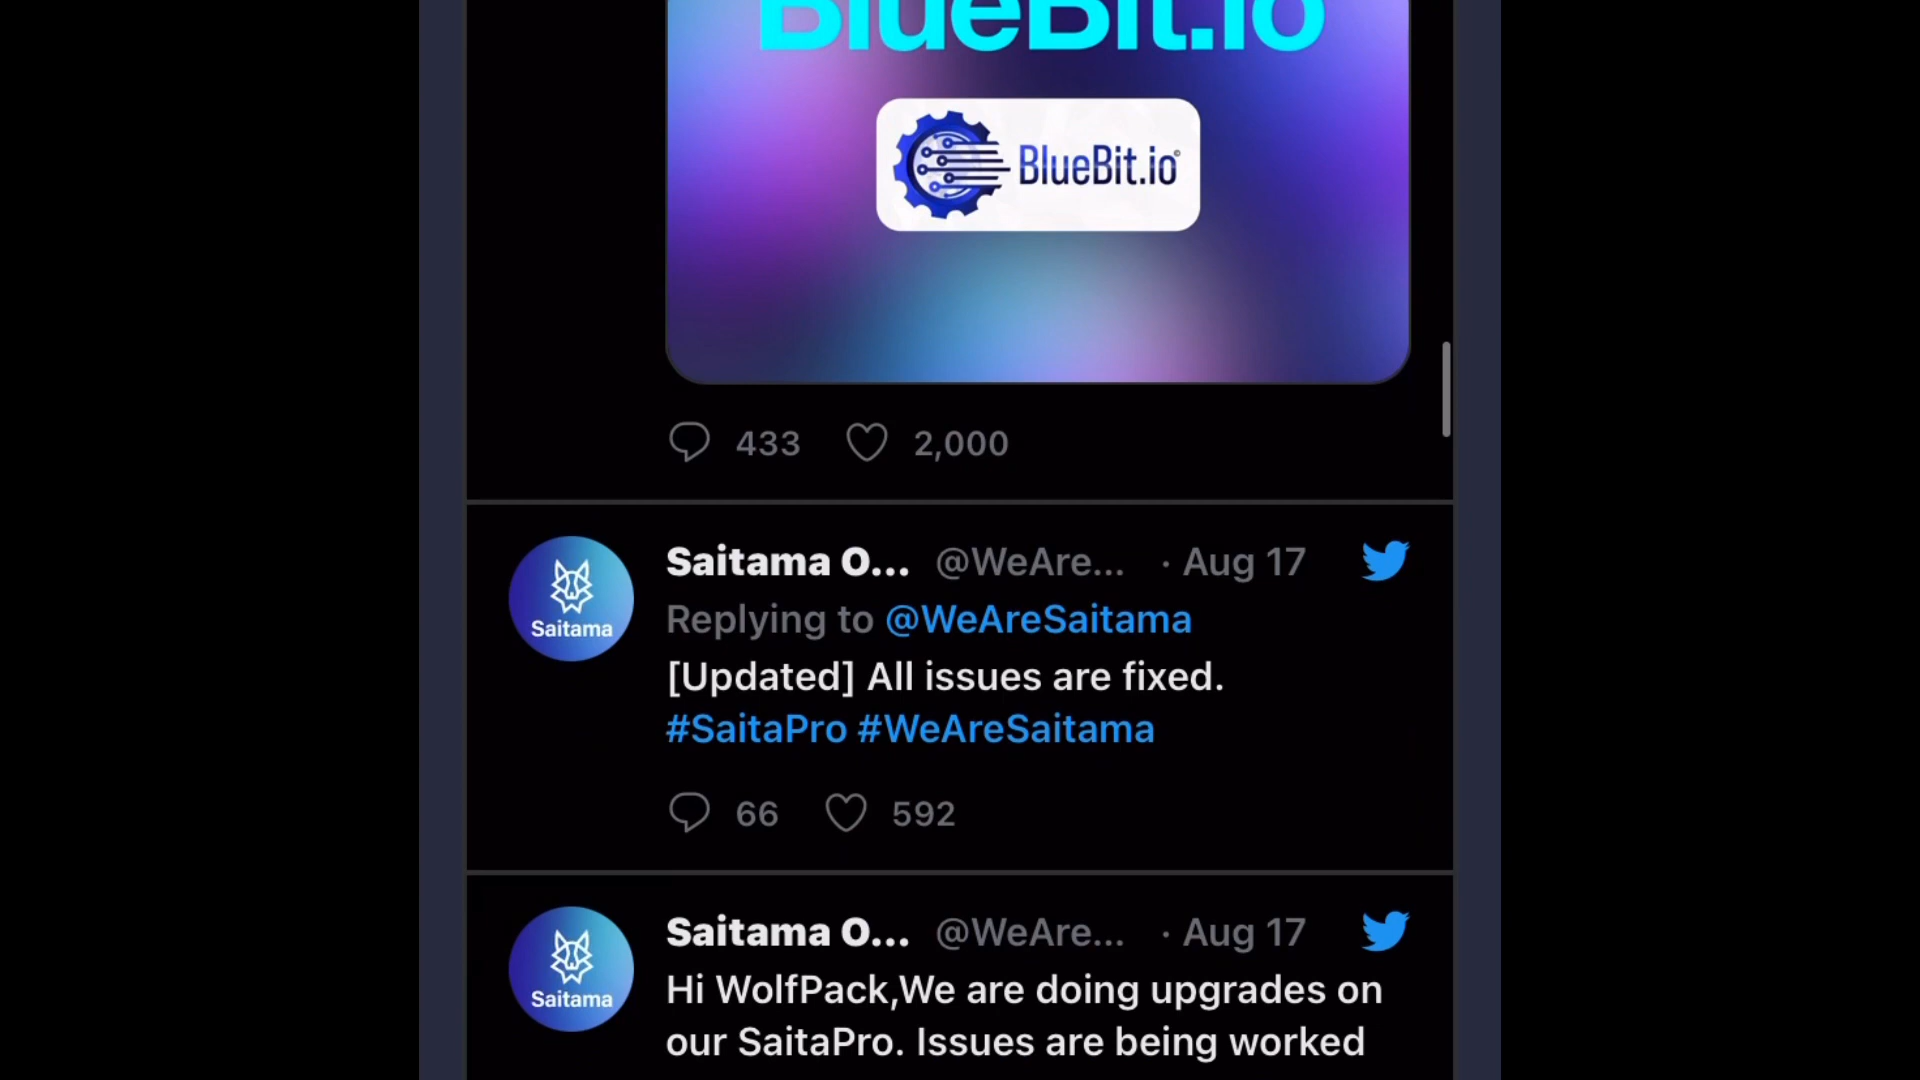 BlueBit.io
BlueBit.io
433 2,000
Saitama O... @WeAre... · Aug 17
Saitama
Replying to @WeAreSaitama
[Updated] All issues are fixed.
#SaitaPro #WeAreSaitama
66 592
Saitama O... @WeAre... · Aug 17
Saitama
Hi WolfPack,We are doing upgrades on
our SaitaPro. Issues are being worked